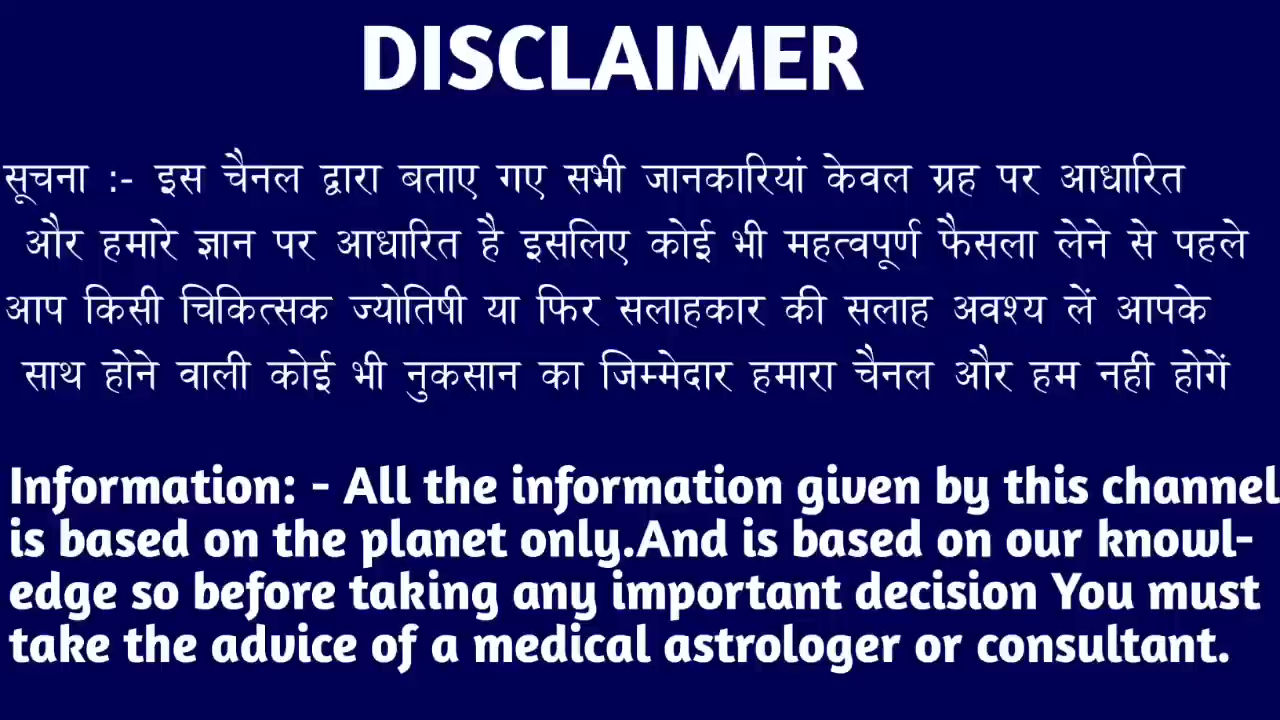 DISCLAIMER
सूचना :- इस चैनल द्वारा बताए गए सभी जानकारियां केवल ग्रह पर आधारित
और हमारे ज्ञान पर आधारित है इसलिए कोई भी महत्वपूर्ण फैसला लेने से पहले
आप किसी चिकित्सक ज्योतिषी या फिर सलाहकार की सलाह अवश्य लें आपके
साथ होने वाली कोई भी नुकसान का जिम्मेदार हमारा चैनल और हम नहीं होगें
Information: - All the information given by this channel
is based on the planet only.And is based on our knowl-
edge so before taking any important decision You must
take the advice of a medical astrologer or consultant.